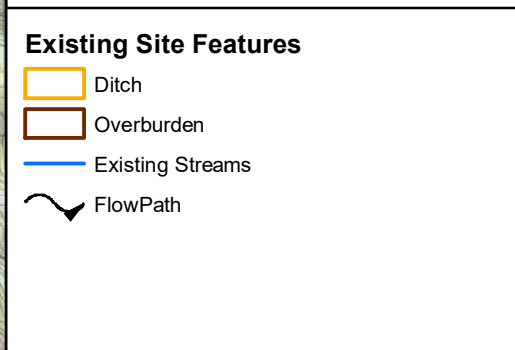 Existing Site Features
Ditch
Overburden
Existing Streams
FlowPath